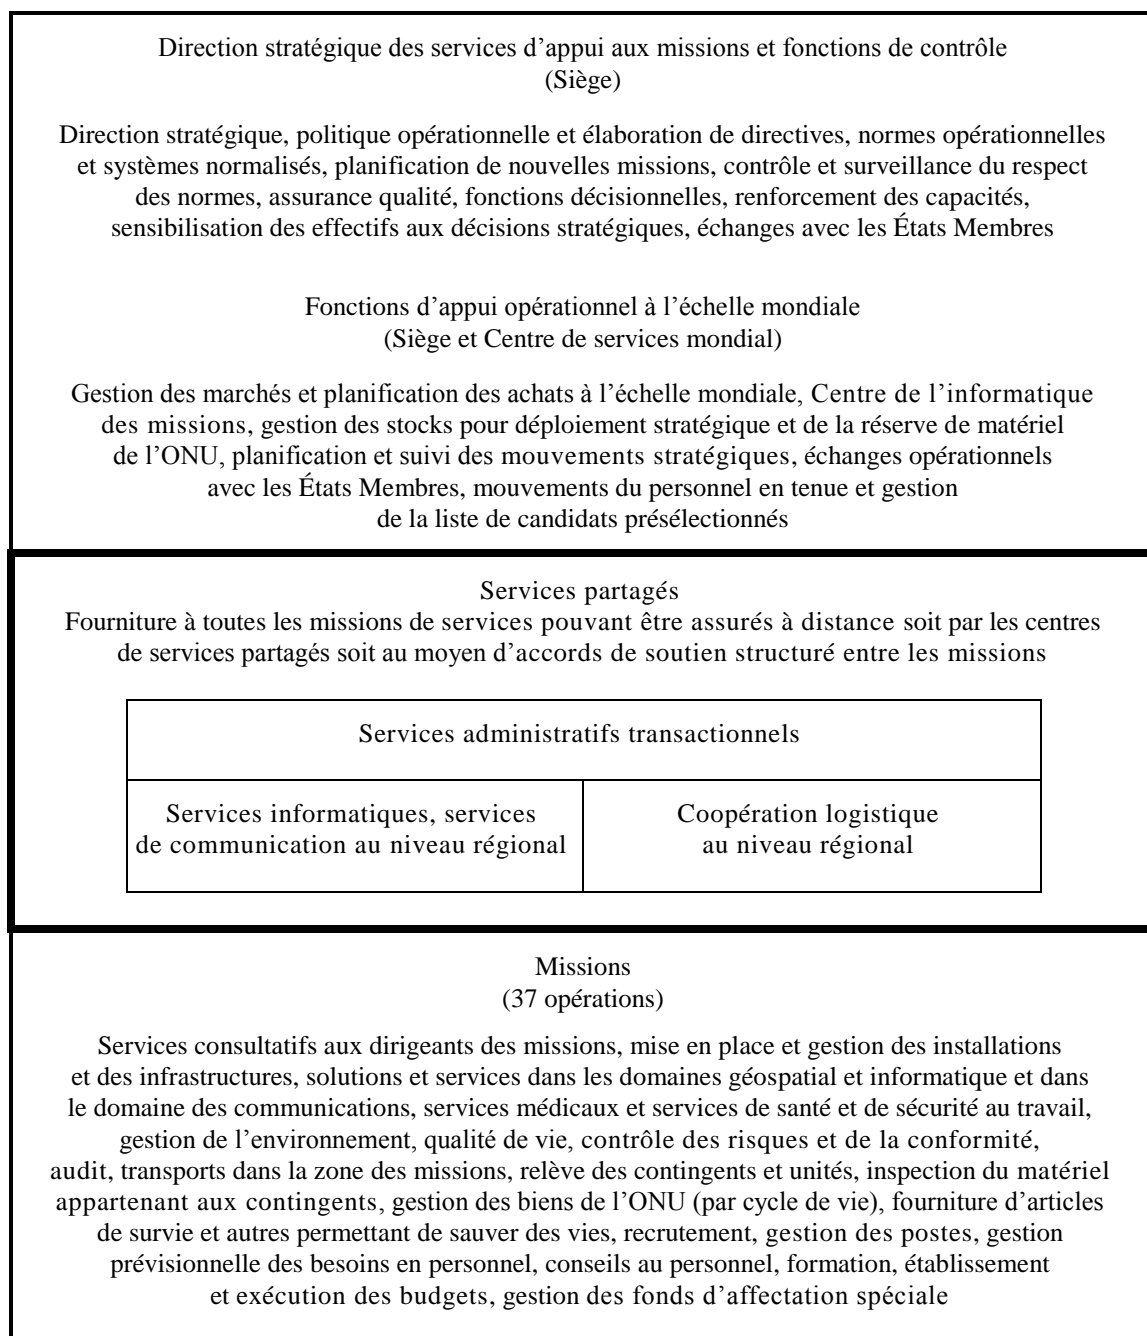 Direction stratégique des services d’appui aux missions et fonctions de contrôle
(Siège)
Direction stratégique, politique opérationnelle et élaboration de directives, normes opérationnelles
et systèmes normalisés, planification de nouvelles missions, contrôle et surveillance du respect
des normes, assurance qualité, fonctions décisionnelles, renforcement des capacités,
sensibilisation des effectifs aux décisions stratégiques, échanges avec les États Membres
Fonctions d’appui opérationnel à l’échelle mondiale
(Siège et Centre de services mondial)
Gestion des marchés et planification des achats à l’échelle mondiale, Centre de l’informatique
des missions, gestion des stocks pour déploiement stratégique et de la réserve de matériel
de l’ONU, planification et suivi des mouvements stratégiques, échanges opérationnels
avec les États Membres, mouvements du personnel en tenue et gestion
de la liste de candidats présélectionnés
Services partagés
Fourniture à toutes les missions de services pouvant être assurés à distance soit par les centres
de services partagés soit au moyen d’accords de soutien structuré entre les missions
Services administratifs transactionnels
Services informatiques, services
de communication au niveau régional
Coopération logistique
au niveau régional
Missions
(37 opérations)
Services consultatifs aux dirigeants des missions, mise en place et gestion des installations
et des infrastructures, solutions et services dans les domaines géospatial et informatique et dans
le domaine des communications, services médicaux et services de santé et de sécurité au travail,
gestion de l’environnement, qualité de vie, contrôle des risques et de la conformité,
audit, transports dans la zone des missions, relève des contingents et unités, inspection du matériel
appartenant aux contingents, gestion des biens de l’ONU (par cycle de vie), fourniture d’articles
de survie et autres permettant de sauver des vies, recrutement, gestion des postes, gestion
prévisionnelle des besoins en personnel, conseils au personnel, formation, établissement
et exécution des budgets, gestion des fonds d’affectation spéciale